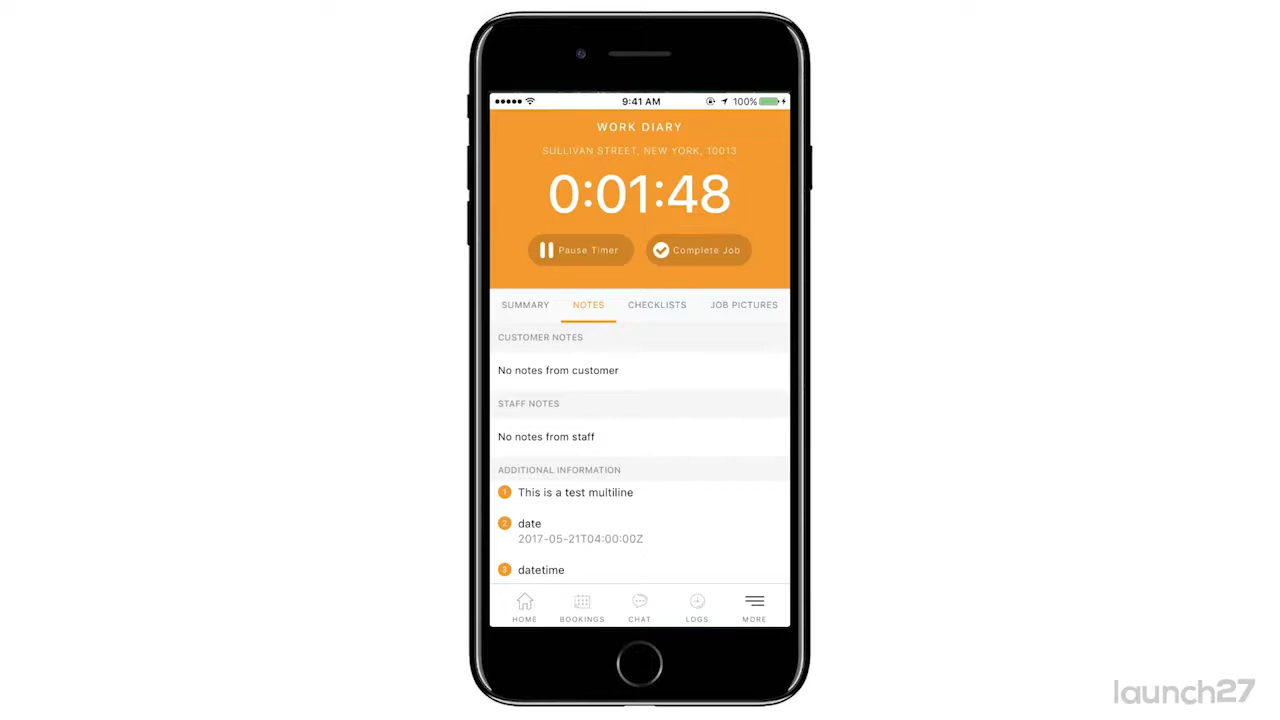 9:41 AM 100%
WORK DIARY
SULLIVAN STREET, NEW YORK, 10013
0:01:48
Pause Timer Complete Job
SUMMARY NOTES CHECKLISTS JOB PICTURES
CUSTOMER NOTES
No notes from customer
STAFF NOTES
No notes from staff
ADDITIONAL INFORMATION
1 This is a test multiline
2 date
2017-05-21T04:00:00Z
3 datetime
HOME BOOKINGS CHAT LOGS MORE
launch27